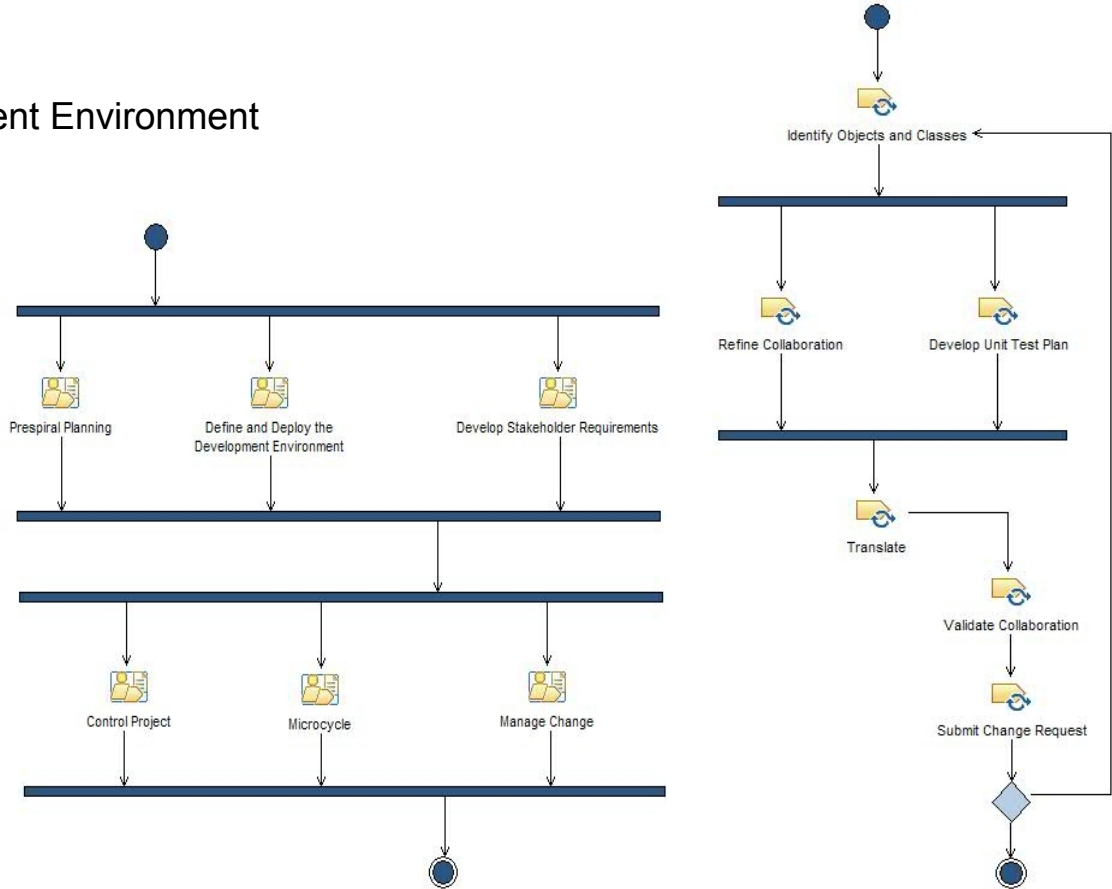 ent Environment
Prespiral Planning
Define and Deploy the
Development Environment
Develop Stakeholder Requirements
Control Project
Microcycle
Manage Change
Identify Objects and Classes
Refine Collaboration
Develop Unit Test Plan
Translate
Validate Collaboration
Submit Change Request